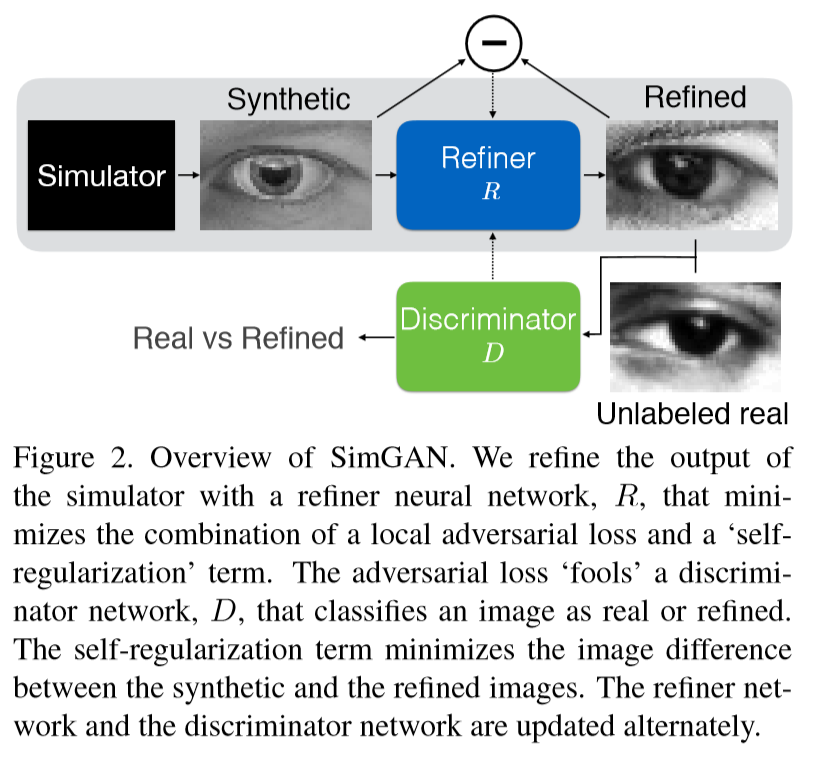 −
Synthetic
Refined
Simulator
Refiner
R
Discriminator
D
Real vs Refined
Unlabeled real
Figure 2. Overview of SimGAN. We refine the output of
the simulator with a refiner neural network, R, that mini-
mizes the combination of a local adversarial loss and a ‘self-
regularization’ term. The adversarial loss ‘fools’ a discrimi-
nator network, D, that classifies an image as real or refined.
The self-regularization term minimizes the image difference
between the synthetic and the refined images. The refiner net-
work and the discriminator network are updated alternately.